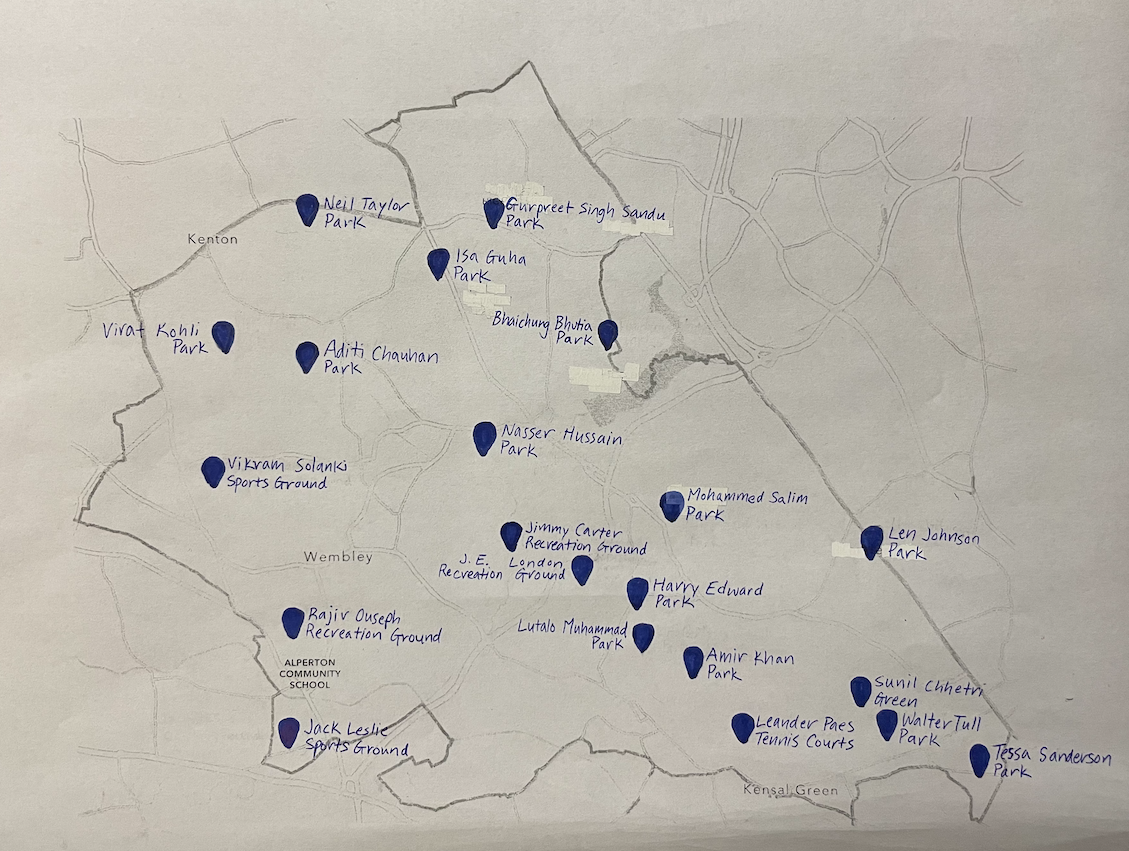 Neil Taylor
Park
Gurpreet Singh Sandu
Park
Kenton
Isa Guha
Park
Virat Kohli
Park
Bhaichung Bhutia
Park
Aditi Chauhan
Park
Nasser Hussain
Park
Vikram Solanki
Sports Ground
Mohammed Salim
Park
Jimmy Carter
Recreation Ground
Len Johnson
Park
Wembley
J.E. London
Recreation Ground
Harry Edward
Park
Rajiv Ouseph
Recreation Ground
Lutalo Muhammad
Park
Amir Khan
Park
ALPERTON
COMMUNITY
SCHOOL
Sunil Chhetri
Green
Jack Leslie
Sports Ground
Leander Paes
Tennis Courts
Walter Tull
Park
Tessa Sanderson
Park
Kensal Green